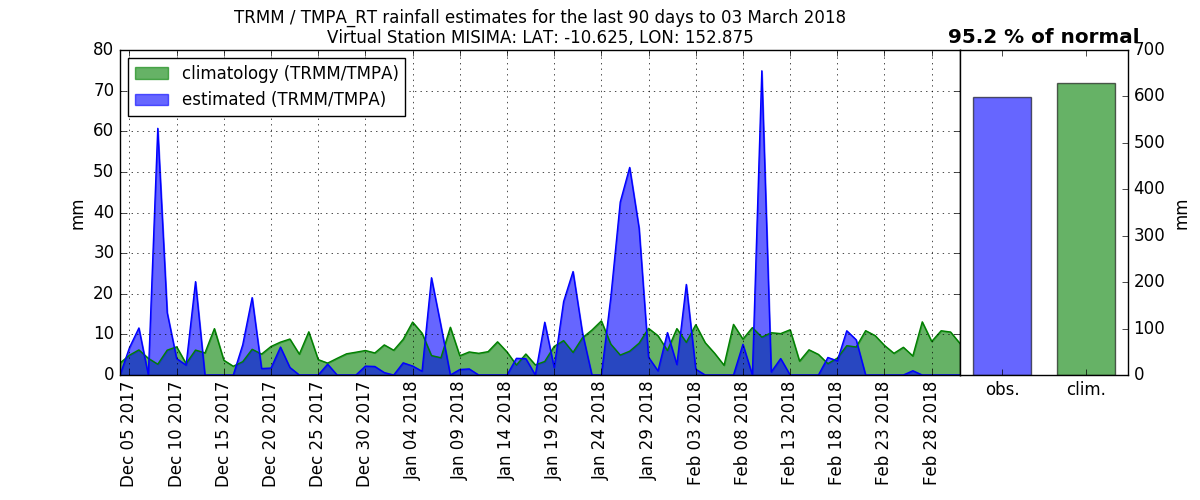 TRMM / TMPA_RT rainfall estimates for the last 90 days to 03 March 2018
Virtual Station MISIMA: LAT: -10.625, LON: 152.875
95.2 % of normal
climatology (TRMM/TMPA)
estimated (TRMM/TMPA)
80
70
60
50
40
30
20
10
0
mm
Dec 05 2017
Dec 10 2017
Dec 15 2017
Dec 20 2017
Dec 25 2017
Dec 30 2017
Jan 04 2018
Jan 09 2018
Jan 14 2018
Jan 19 2018
Jan 24 2018
Jan 29 2018
Feb 03 2018
Feb 08 2018
Feb 13 2018
Feb 18 2018
Feb 23 2018
Feb 28 2018
obs.
clim.
700
600
500
400
300
200
100
0
mm